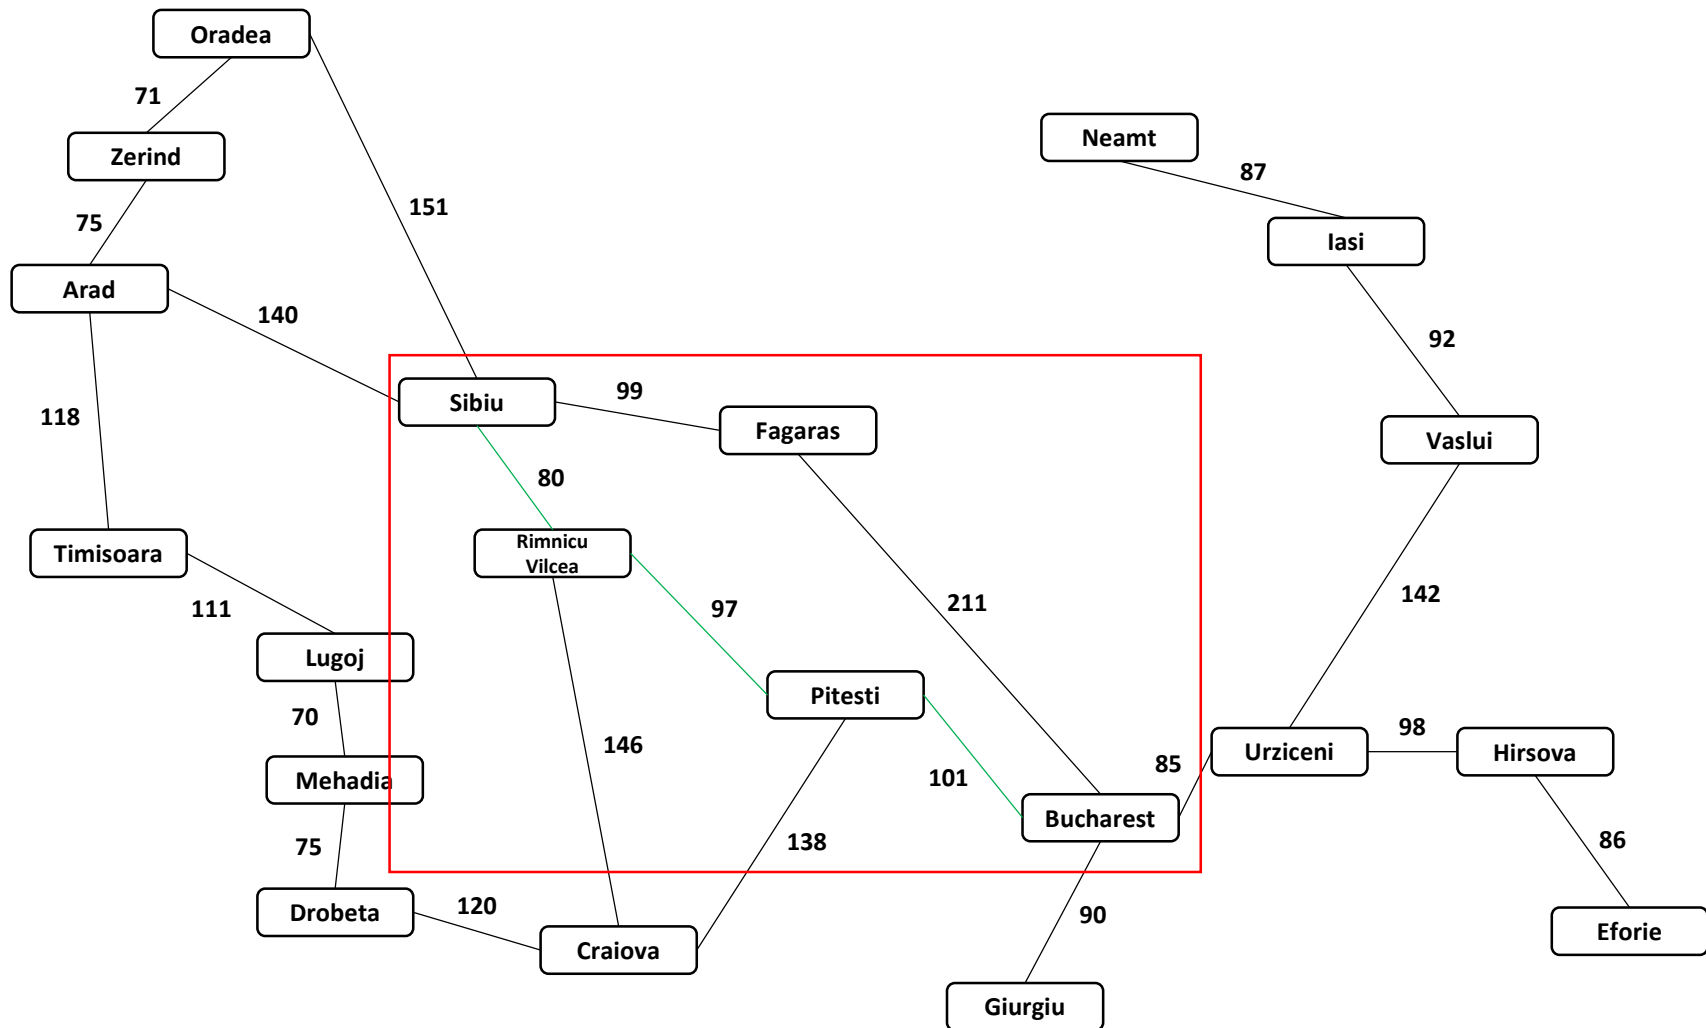 Oradea
71
Neamt
Zerind
87
151
75
Iasi
Arad
140
92
99
Sibiu
118
Fagaras
Vaslui
80
Rimnicu
Vilcea
Timisoara
142
211
111
97
Lugoj
Pitesti
70
98
146
Urziceni
Hirsova
85
Mehadia
101
Bucharest
138
86
75
120
Drobeta
90
Eforie
Craiova
Giurgiu